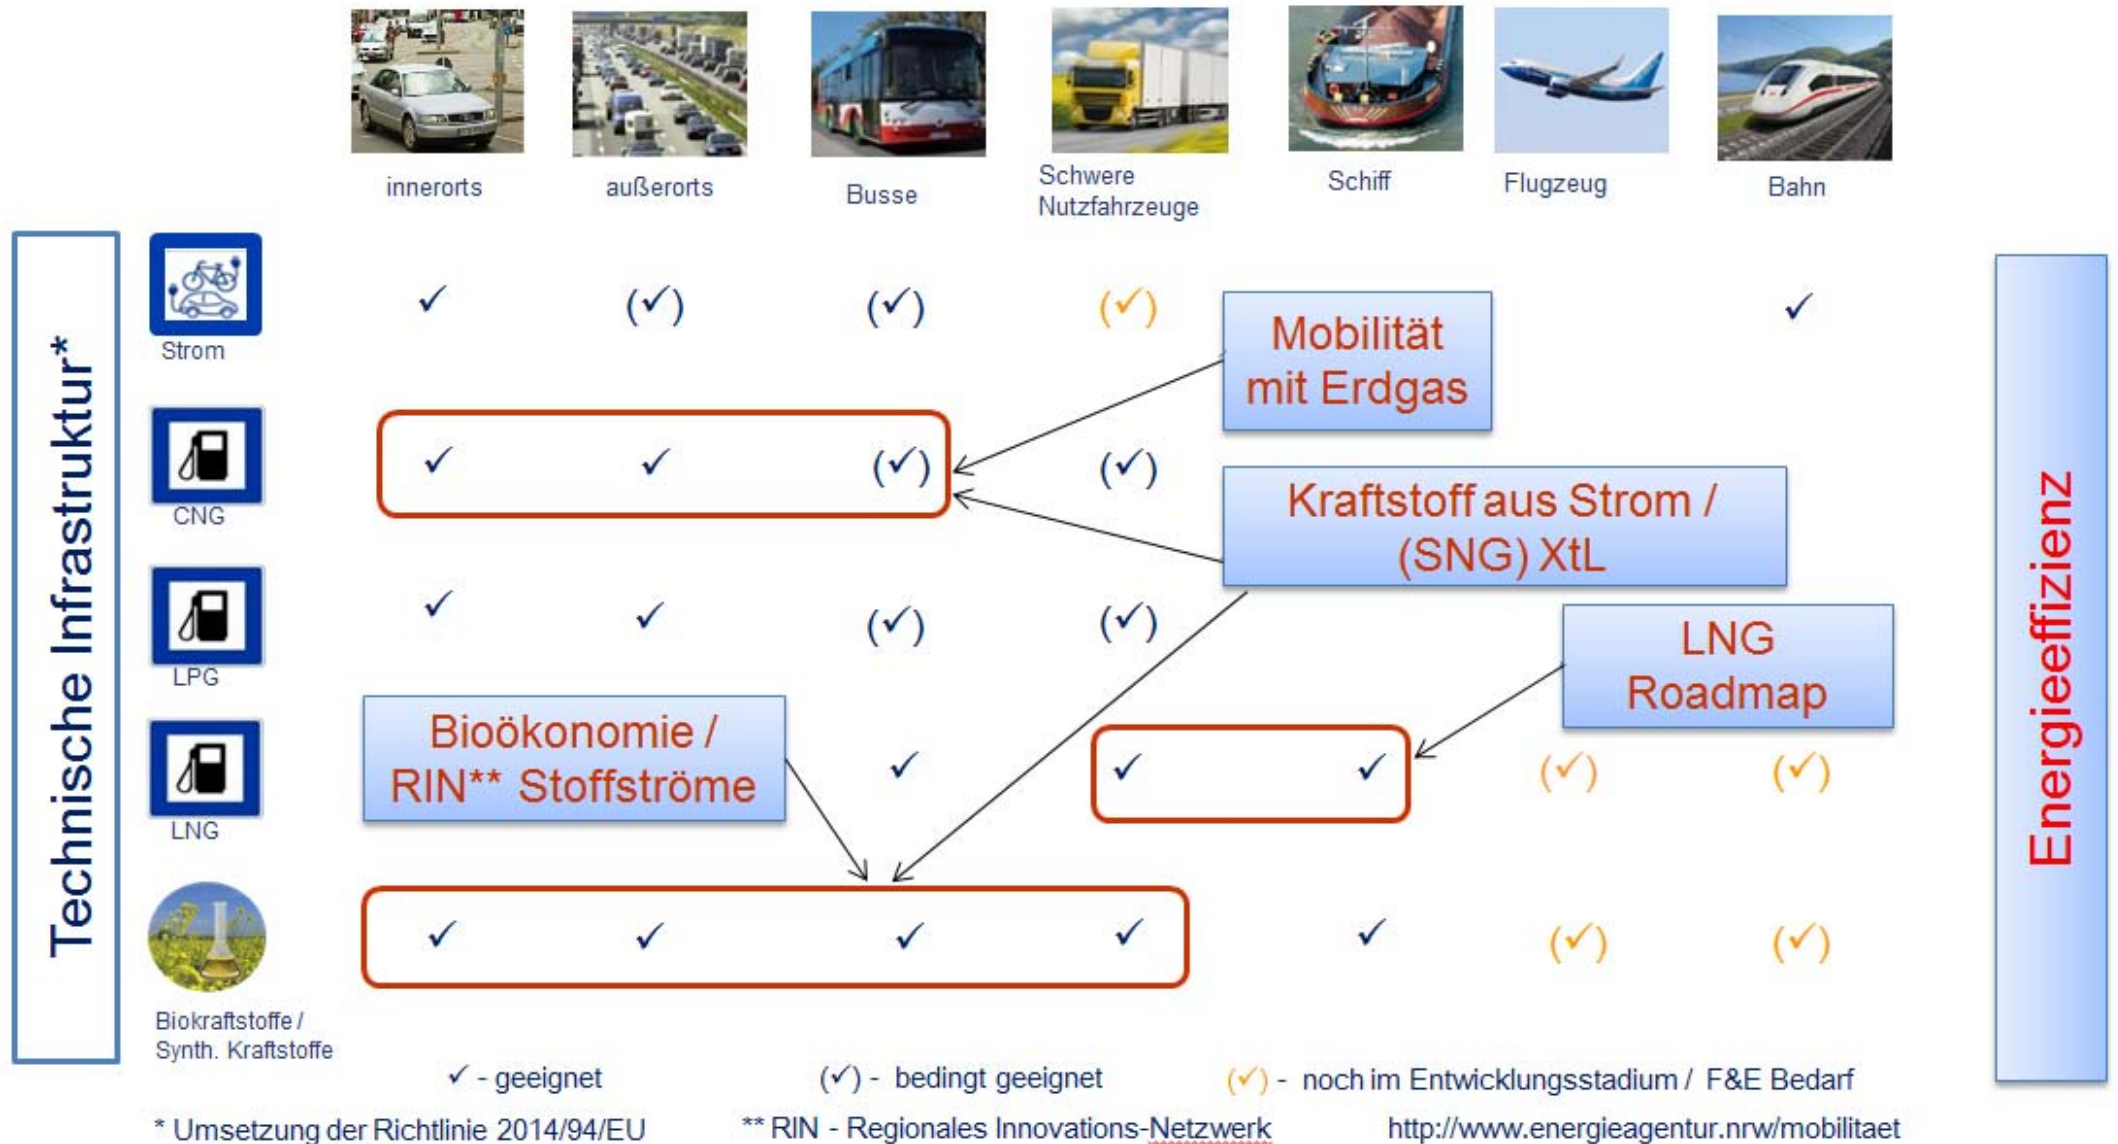 innerorts
außerorts
Busse
Schwere
Nutzfahrzeuge
Schiff
Flugzeug
Bahn
Technische Infrastruktur*
Strom
✓ (✓) (✓) (✓) ✓
Mobilität
mit Erdgas
CNG
✓ ✓ (✓) (✓)
Kraftstoff aus Strom /
(SNG) XtL
LPG
✓ ✓ (✓) (✓)
LNG
Roadmap
Bioökonomie /
RIN** Stoffströme
LNG
✓ ✓ ✓ (✓) (✓)
Biokraftstoffe /
Synth. Kraftstoffe
✓ ✓ ✓ ✓ ✓ (✓) (✓)
Energieeffizienz
✓ - geeignet
(✓) - bedingt geeignet
(✓) - noch im Entwicklungsstadium / F&E Bedarf
* Umsetzung der Richtlinie 2014/94/EU
** RIN - Regionales Innovations-Netzwerk
http://www.energieagentur.nrw/mobilitaet